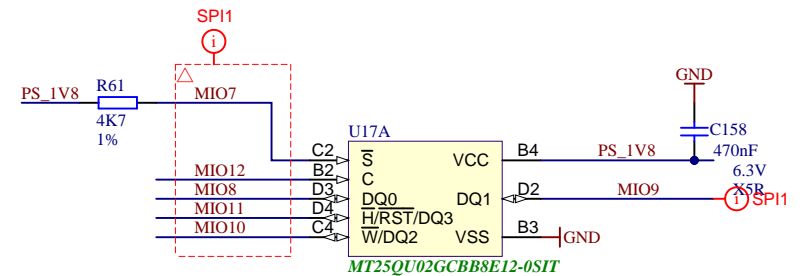 SPI1
i
PS_1V8
R61
4K7
1%
MIO7
MIO12
MIO8
MIO11
MIO10
C2
B2
D3
D4
C4
U17A
S
C
DQ0
H/RST/DQ3
W/DQ2
VCC
DQ1
VSS
MT25QU02GCBB8E12-0SIT
B4
D2
B3
PS_1V8
MIO9
GND
GND
C158
470nF
6.3V
X5R
i
SPI1